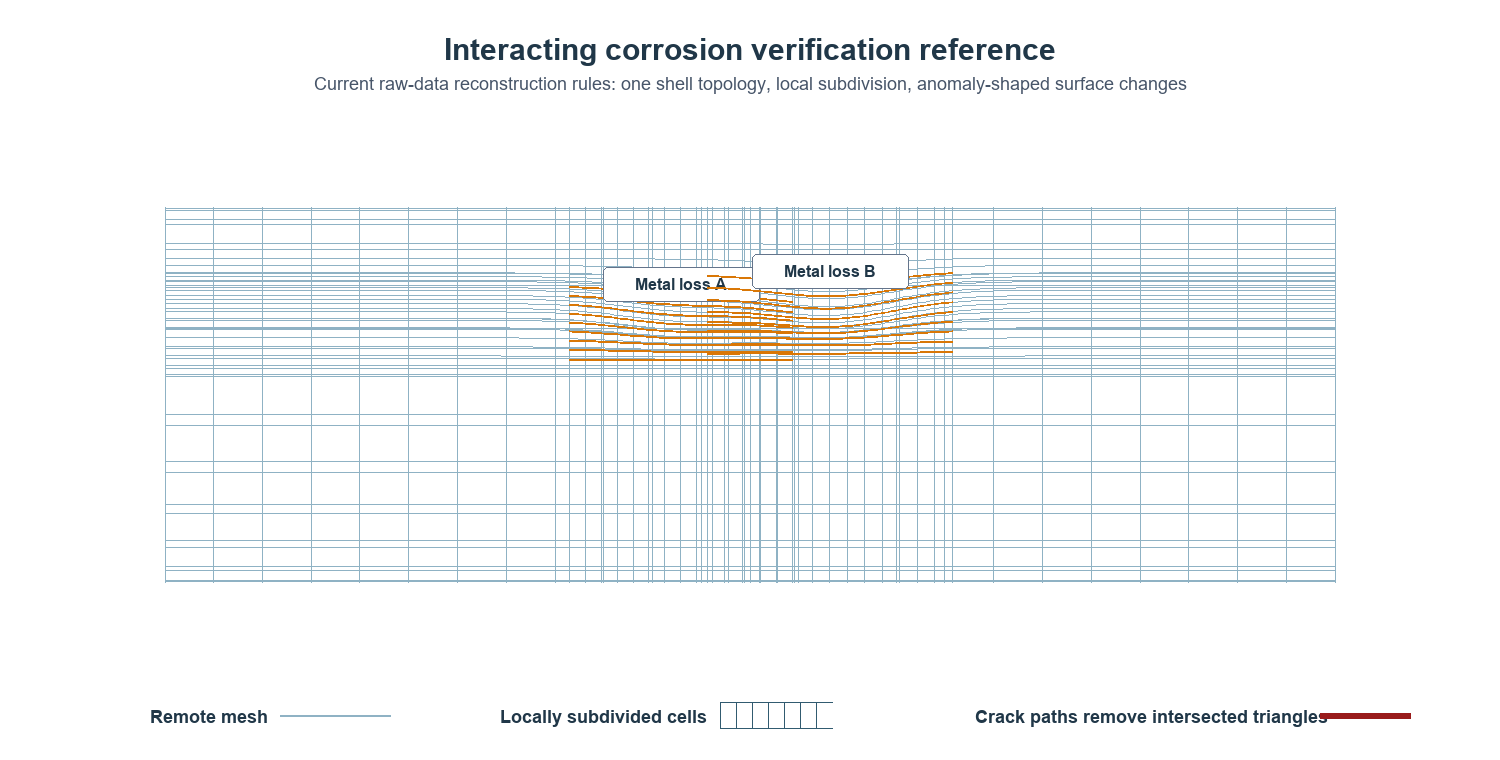 Interacting corrosion verification reference
Current raw-data reconstruction rules: one shell topology, local subdivision, anomaly-shaped surface changes
Metal loss A
Metal loss B
Remote mesh
Locally subdivided cells
Crack paths remove intersected triangles